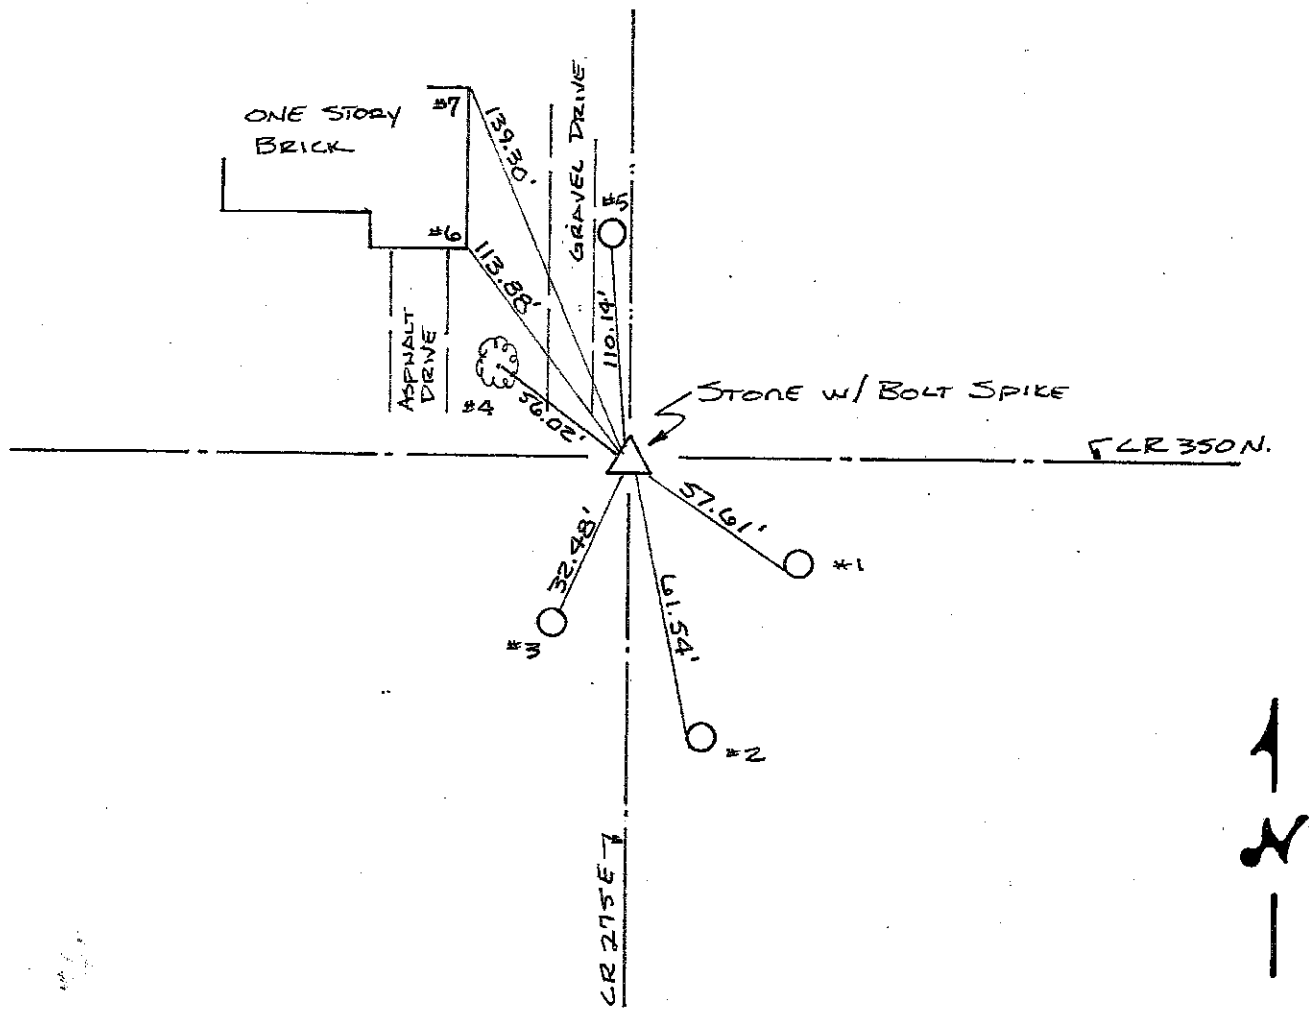 ONE STORY
BRICK
#7
139.30'
GRAVEL DRIVE
#5
#6
113.88'
110.14'
ASPHALT
DRIVE
#4
56.02'
STONE W/ BOLT SPIKE
CR 350 N.
57.61'
#1
32.48'
#3
61.54'
#2
CR 275 E
N